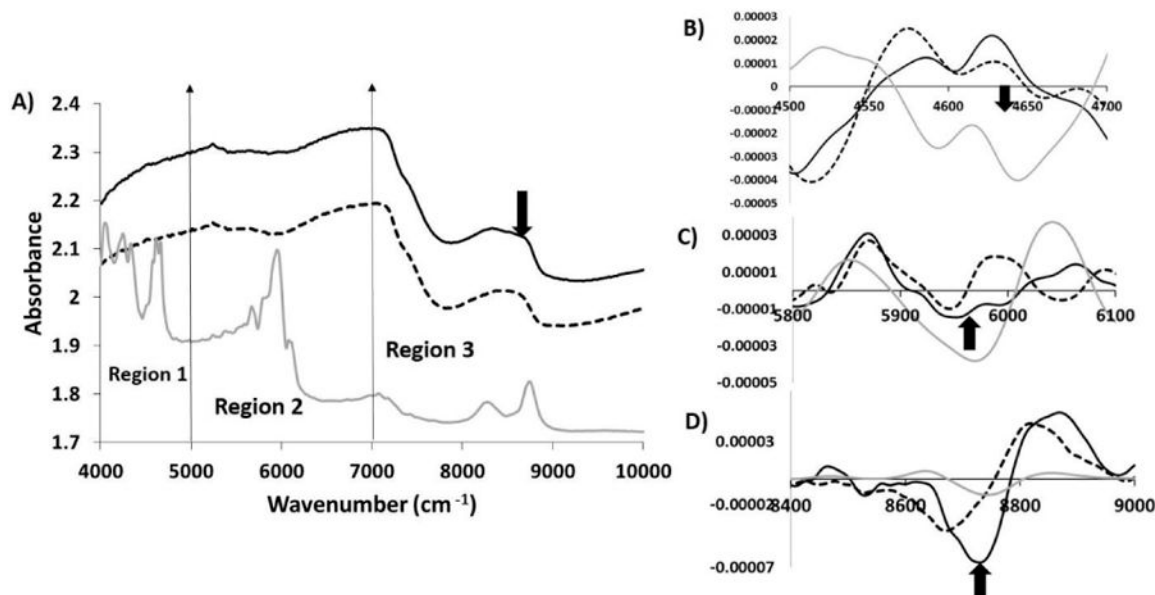 A)
2.4
2.3
2.2
2.1
2
1.9
1.8
1.7
Absorbance
Region 1
Region 2
Region 3
4000 5000 6000 7000 8000 9000 10000
Wavenumber (cm -1)
B)
0.00003
0.00002
0.00001
0
-0.00001
-0.00002
-0.00003
-0.00004
-0.00005
4500 4550 4600 4650 4700
C)
0.00003
0.00001
-0.00001
-0.00003
-0.00005
5800 5900 6000 6100
D)
0.00003
-0.00002
-0.00007
8400 8600 8800 9000